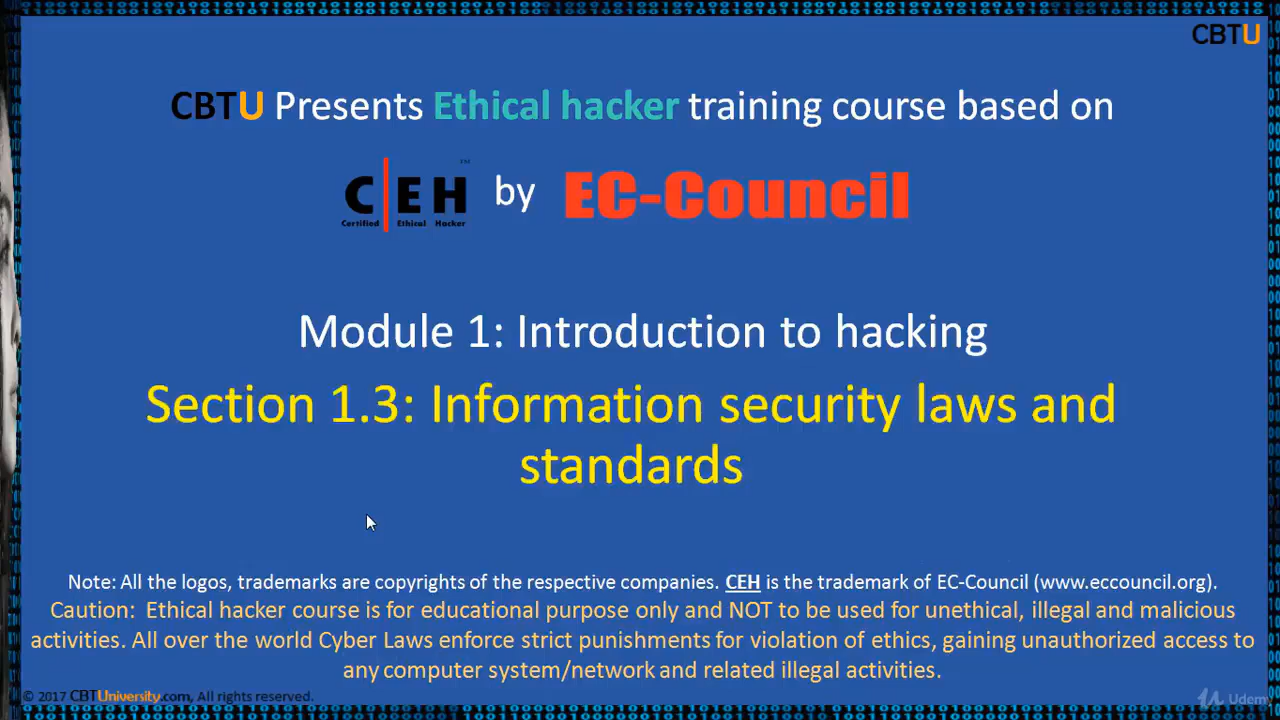 CBTU
CBTU Presents Ethical hacker training course based on
C|EH™ by EC-Council
Certified Ethical Hacker
Module 1: Introduction to hacking
Section 1.3: Information security laws and
standards
Note: All the logos, trademarks are copyrights of the respective companies. CEH is the trademark of EC-Council (www.eccouncil.org).
Caution: Ethical hacker course is for educational purpose only and NOT to be used for unethical, illegal and malicious
activities. All over the world Cyber Laws enforce strict punishments for violation of ethics, gaining unauthorized access to
any computer system/network and related illegal activities.
© 2017 CBTUniversity.com, All rights reserved.
Udemy